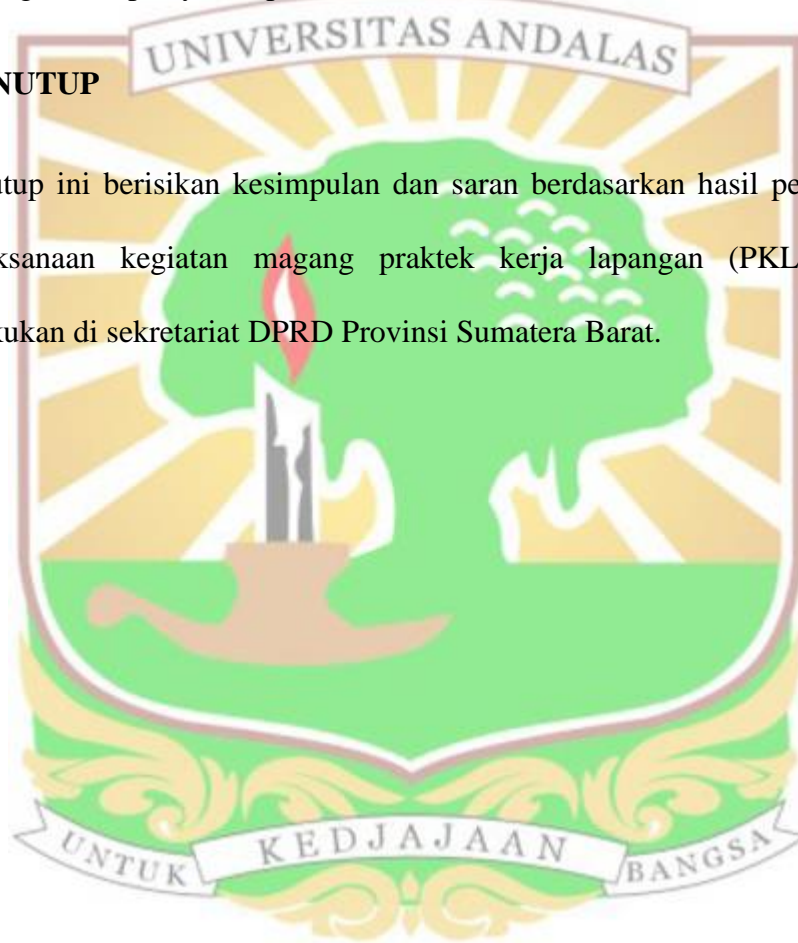 UNIVERSITAS ANDALAS
NUTUP
utup ini berisikan kesimpulan dan saran berdasarkan hasil pe
ksanaan kegiatan magang praktek kerja lapangan (PKL
kukan di sekretariat DPRD Provinsi Sumatera Barat.
UNTUK KEDJAJAAN BANGSA